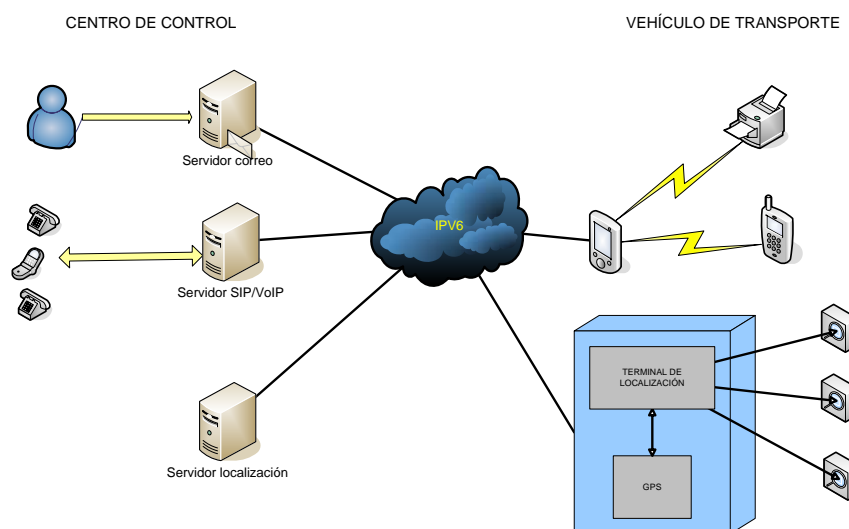 CENTRO DE CONTROL
VEHÍCULO DE TRANSPORTE
Servidor correo
IPV6
Servidor SIP/VoIP
TERMINAL DE
LOCALIZACIÓN
Servidor localización
GPS